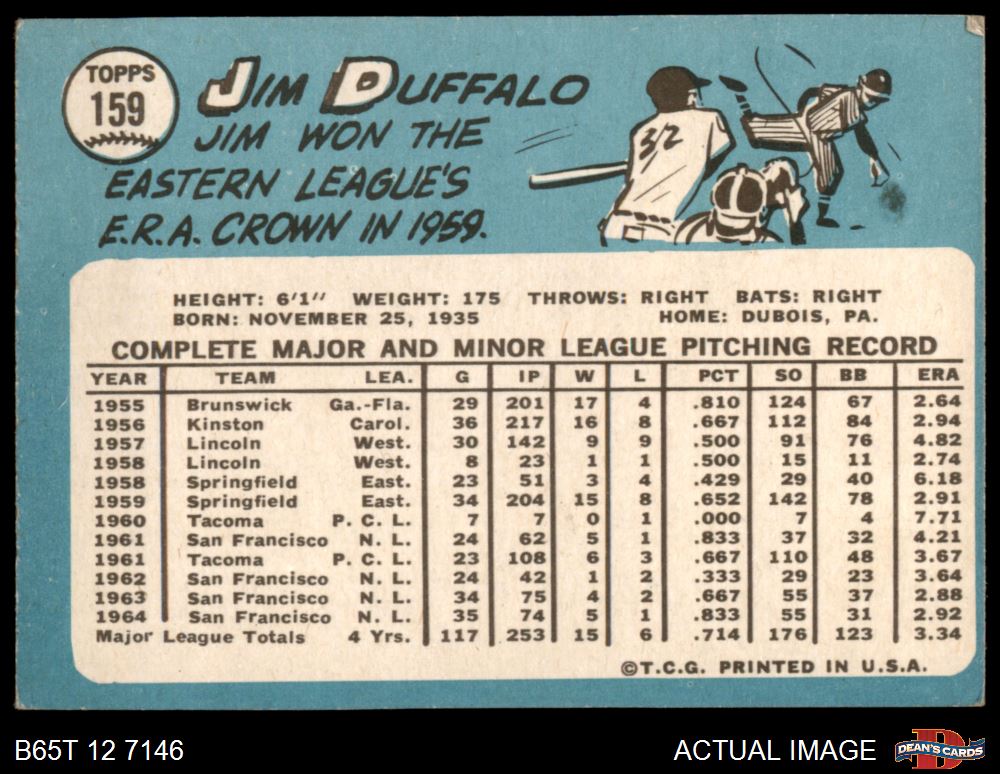 TOPPS
159
JIM DUFFALO
JIM WON THE
EASTERN LEAGUE'S
E.R.A. CROWN IN 1959.
32
HEIGHT: 6'1" WEIGHT: 175 THROWS: RIGHT BATS: RIGHT
BORN: NOVEMBER 25, 1935 HOME: DUBOIS, PA.
COMPLETE MAJOR AND MINOR LEAGUE PITCHING RECORD
YEAR TEAM LEA. G IP W L PCT SO BB ERA
1955 Brunswick Ga.-Fla. 29 201 17 4 .810 124 67 2.64
1956 Kinston Carol. 36 217 16 8 .667 112 84 2.94
1957 Lincoln West. 30 142 9 9 .500 91 76 4.82
1958 Lincoln West. 8 23 1 1 .500 15 11 2.74
1958 Springfield East. 23 51 3 4 .429 29 40 6.18
1959 Springfield East. 34 204 15 8 .652 142 78 2.91
1960 Tacoma P. C. L. 7 7 0 1 .000 7 4 7.71
1961 San Francisco N. L. 24 62 5 1 .833 37 32 4.21
1961 Tacoma P. C. L. 23 108 6 3 .667 110 48 3.67
1962 San Francisco N. L. 24 42 1 2 .333 29 23 3.64
1963 San Francisco N. L. 34 75 4 2 .667 55 37 2.88
1964 San Francisco N. L. 35 74 5 1 .833 55 31 2.92
Major League Totals 4 Yrs. 117 253 15 6 .714 176 123 3.34
©T.C.G. PRINTED IN U.S.A.
B65T 12 7146 ACTUAL IMAGE
D
DEAN'S CARDS